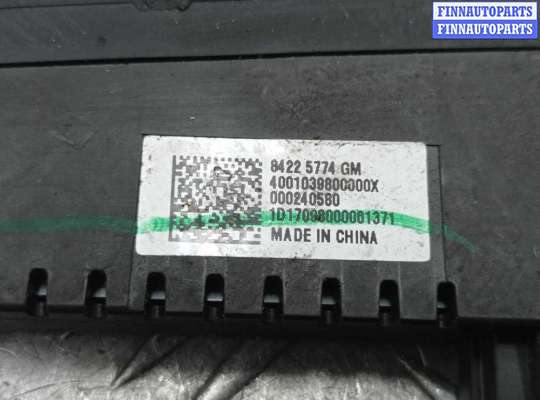 FINNAUTOPARTS
FINNAUTOPARTS
8422 5774 GM
4001039800000X
000240580
1D17098000061371
MADE IN CHINA